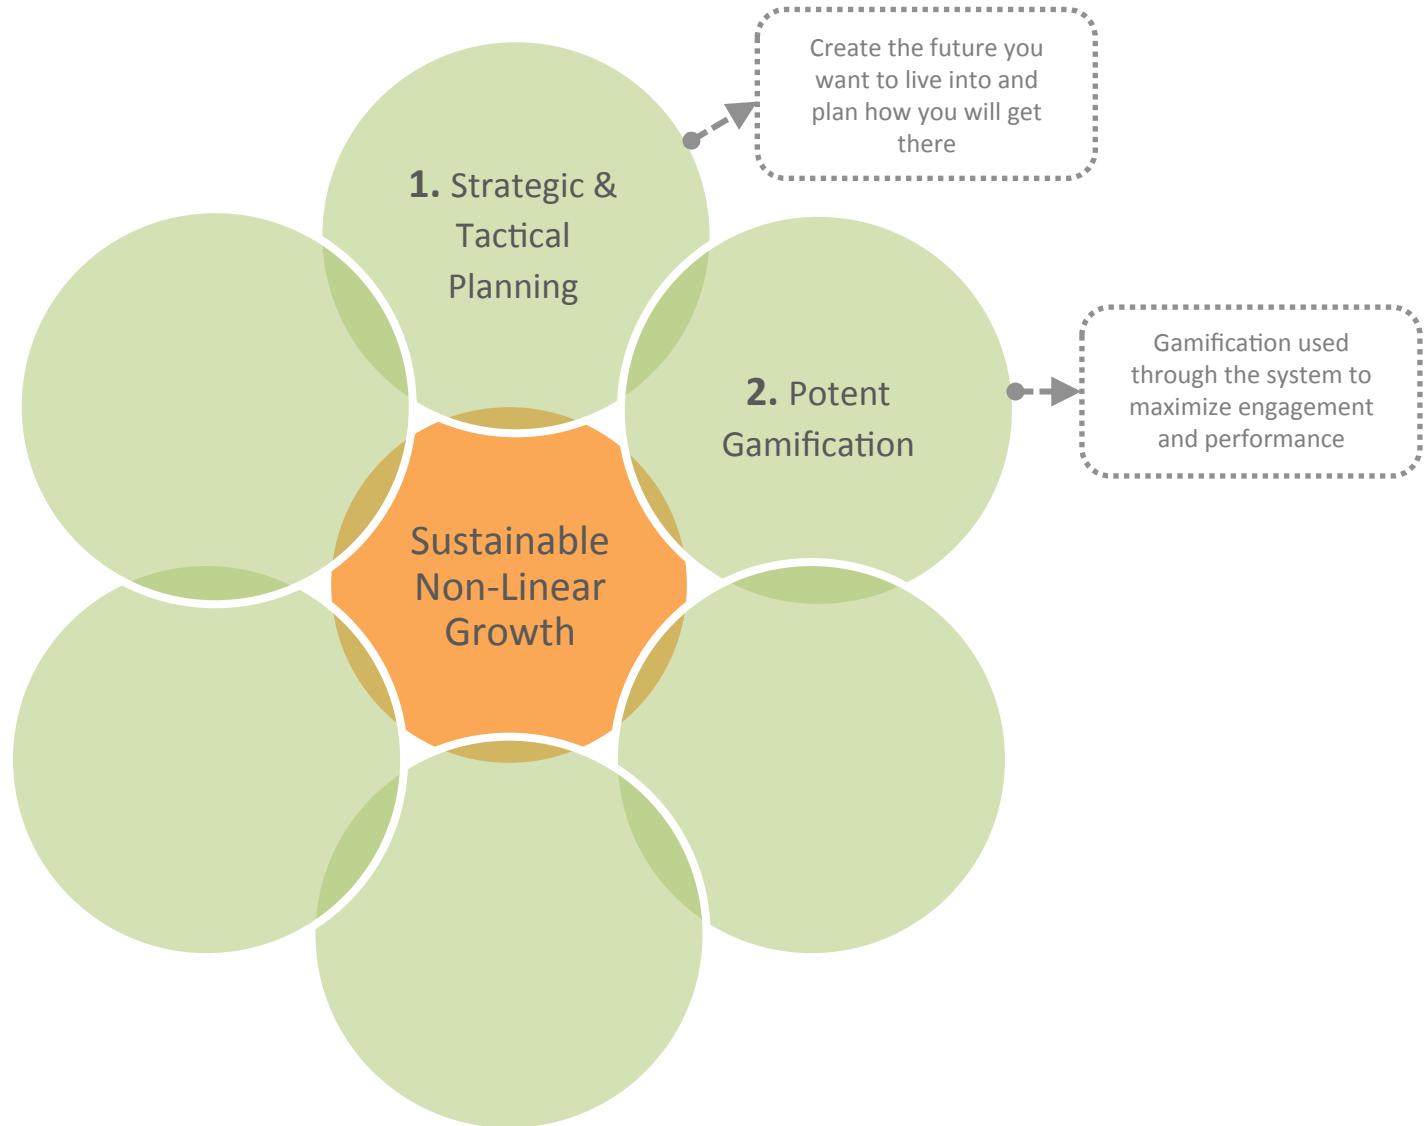 Create the future you
want to live into and
plan how you will get
there
1. Strategic &
Tactical
Planning
Gamification used
through the system to
maximize engagement
and performance
2. Potent
Gamification
Sustainable
Non-Linear
Growth